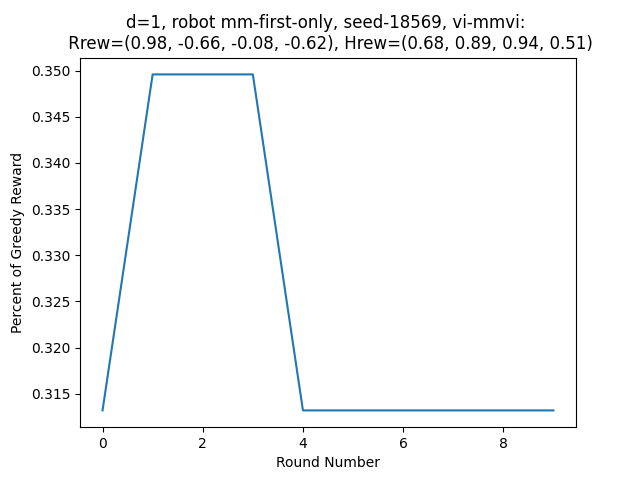 d=1, robot mm-first-only, seed-18569, vi-mmvi:
Rrew=(0.98, -0.66, -0.08, -0.62), Hrew=(0.68, 0.89, 0.94, 0.51)
0.350
0.345
0.340
0.335
0.330
0.325
0.320
0.315
Percent of Greedy Reward
0 2 4 6 8
Round Number